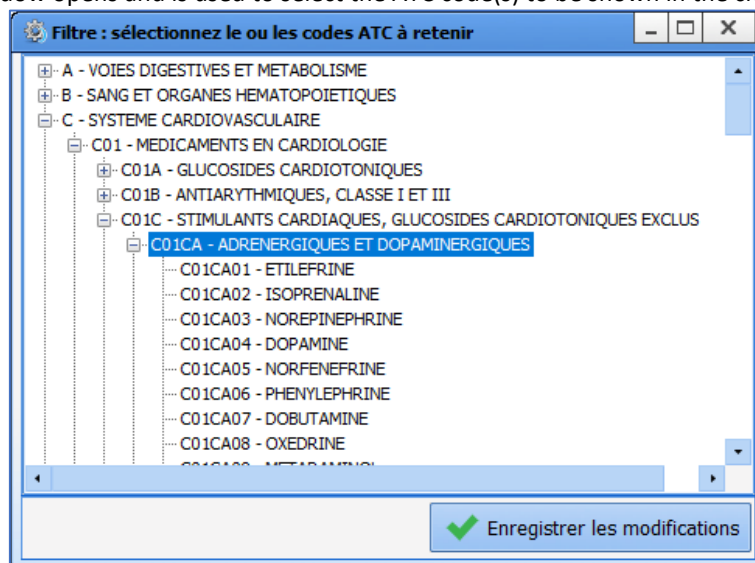 Filtre : sélectionnez le ou les codes ATC à retenir
A - VOIES DIGESTIVES ET METABOLISME
B - SANG ET ORGANES HEMATOPOIETIQUES
C - SYSTEME CARDIOVASCULAIRE
C01 - MEDICAMENTS EN CARDIOLOGIE
C01A - GLUCOSIDES CARDIOTONIQUES
C01B - ANTIARYTHMIQUES, CLASSE I ET III
C01C - STIMULANTS CARDIAQUES, GLUCOSIDES CARDIOTONIQUES EXCLUS
C01CA - ADRENERGIQUES ET DOPAMINERGIQUES
C01CA01 - ETILEFRINE
C01CA02 - ISOPRENALINE
C01CA03 - NOREPINEPHRINE
C01CA04 - DOPAMINE
C01CA05 - NORFENEFRINE
C01CA06 - PHENYLEPHRINE
C01CA07 - DOBUTAMINE
C01CA08 - OXEDRINE
Enregistrer les modifications